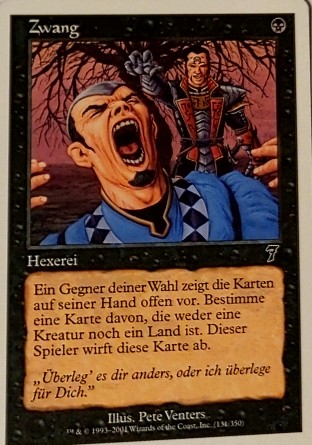 Zwang
Hexerei
7
Ein Gegner deiner Wahl zeigt die Karten
auf seiner Hand offen vor. Bestimme
eine Karte davon, die weder eine
Kreatur noch ein Land ist. Dieser
Spieler wirft diese Karte ab.
„Überleg' es dir anders, oder ich überlege
für Dich.”
Illus. Pete Venters
™ & © 1993–2001 Wizards of the Coast, Inc. (131/350)